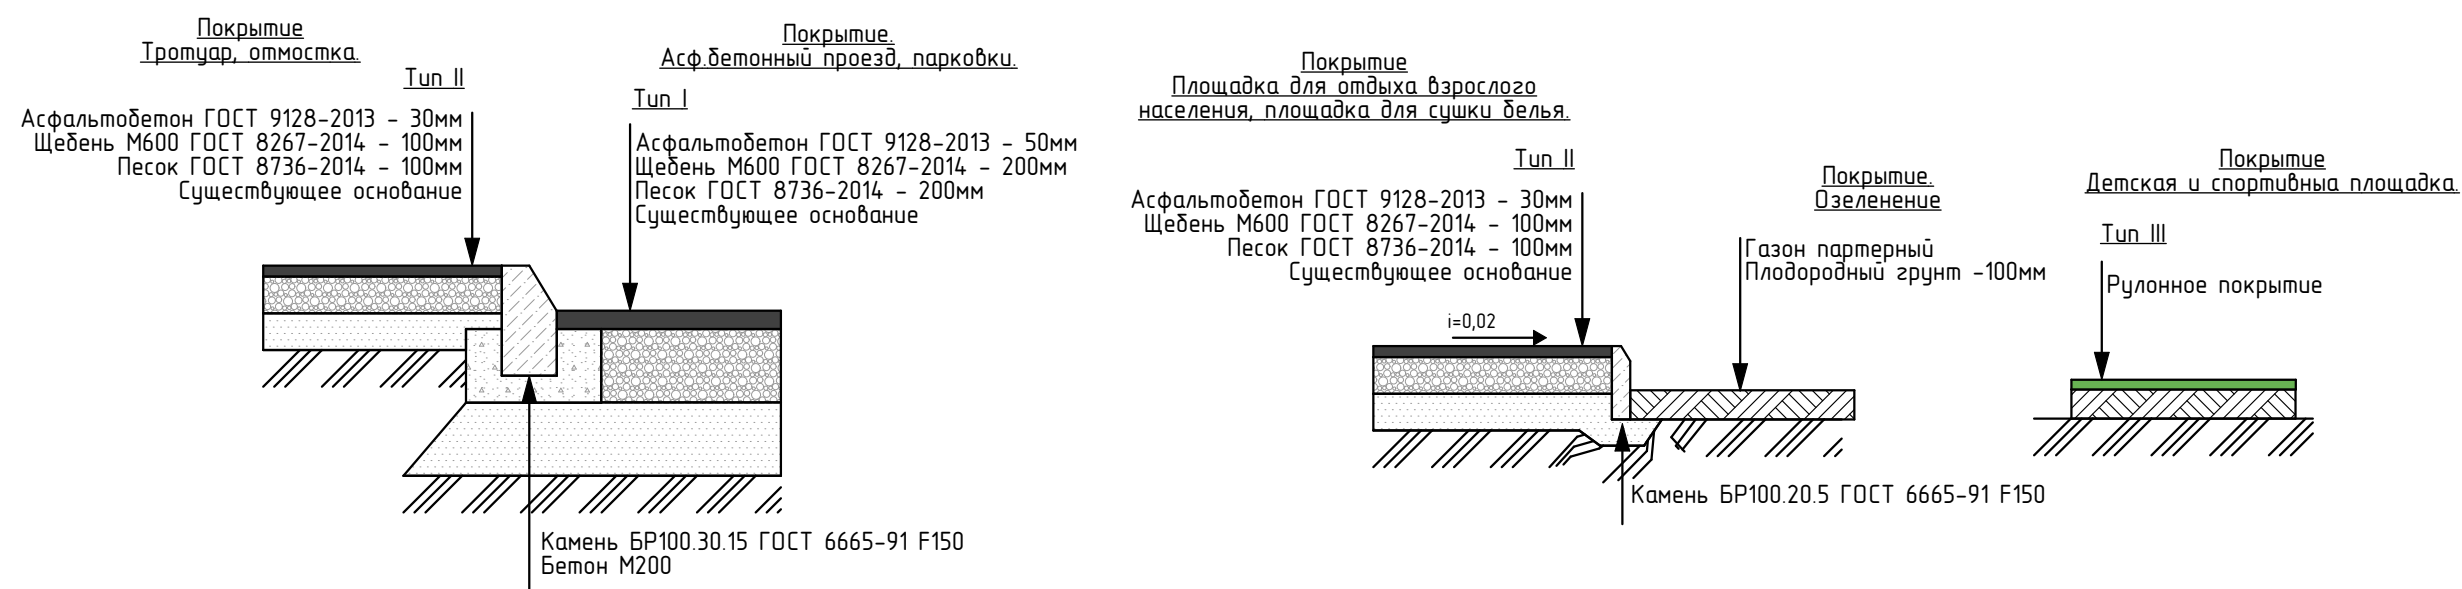 Покрытие
Тротуар, отмостка.
Тип II
Асфальтобетон ГОСТ 9128-2013 - 30мм
Щебень М600 ГОСТ 8267-2014 - 100мм
Песок ГОСТ 8736-2014 - 100мм
Существующее основание
Покрытие.
Асф.бетонный проезд, парковки.
Тип I
Асфальтобетон ГОСТ 9128-2013 - 50мм
Щебень М600 ГОСТ 8267-2014 - 200мм
Песок ГОСТ 8736-2014 - 200мм
Существующее основание
Камень БР100.30.15 ГОСТ 6665-91 F150
Бетон М200
Покрытие
Площадка для отдыха взрослого
населения, площадка для сушки белья.
Тип II
Асфальтобетон ГОСТ 9128-2013 - 30мм
Щебень М600 ГОСТ 8267-2014 - 100мм
Песок ГОСТ 8736-2014 - 100мм
Существующее основание
i=0,02
Покрытие.
Озеленение
Газон партерный
Плодородный грунт -100мм
Камень БР100.20.5 ГОСТ 6665-91 F150
Покрытие
Детская и спортивныа площадка.
Тип III
Рулонное покрытие